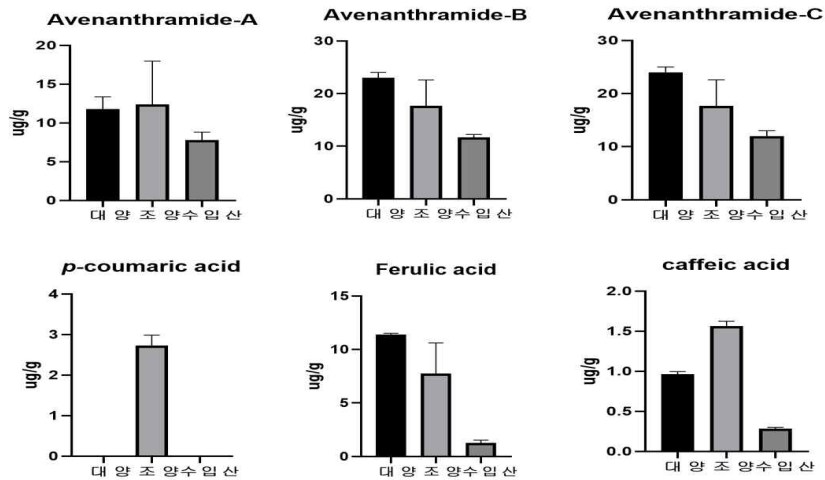 Avenanthramide-A
Avenanthramide-B
Avenanthramide-C
20
15
10
5
0
ug/g
대양 조양 수입산
30
20
10
0
ug/g
대양 조양 수입산
30
20
10
0
ug/g
대양 조양 수입산
p-coumaric acid
Ferulic acid
caffeic acid
4
3
2
1
0
ug/g
대양 조양 수입산
15
10
5
0
ug/g
대양 조양 수입산
2.0
1.5
1.0
0.5
0.0
ug/g
대양 조양 수입산